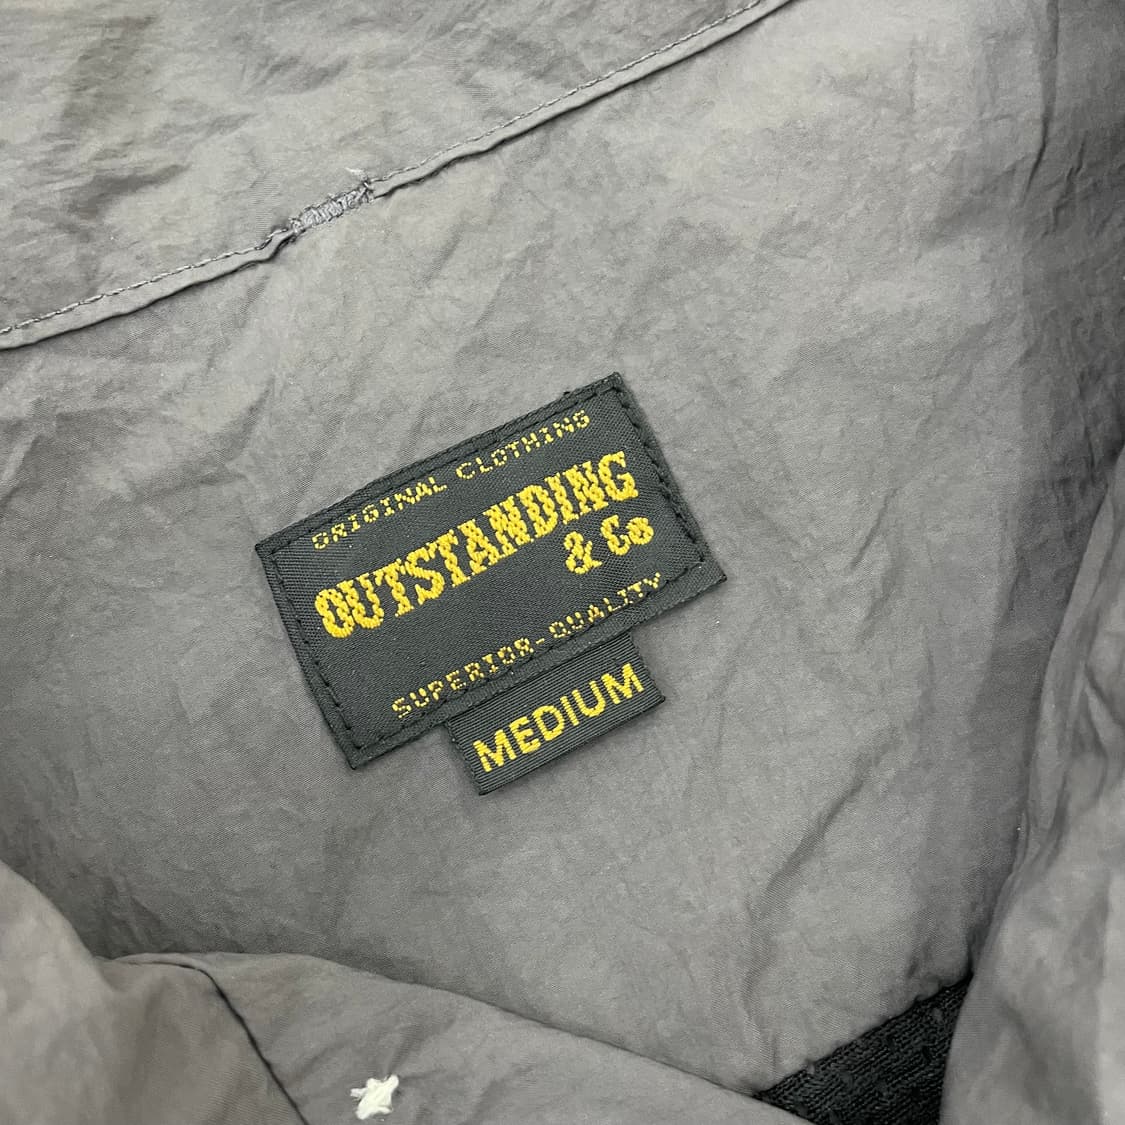 ORIGINAL CLOTHING
OUTSTANDING
& Co
SUPERIOR-QUALITY
MEDIUM